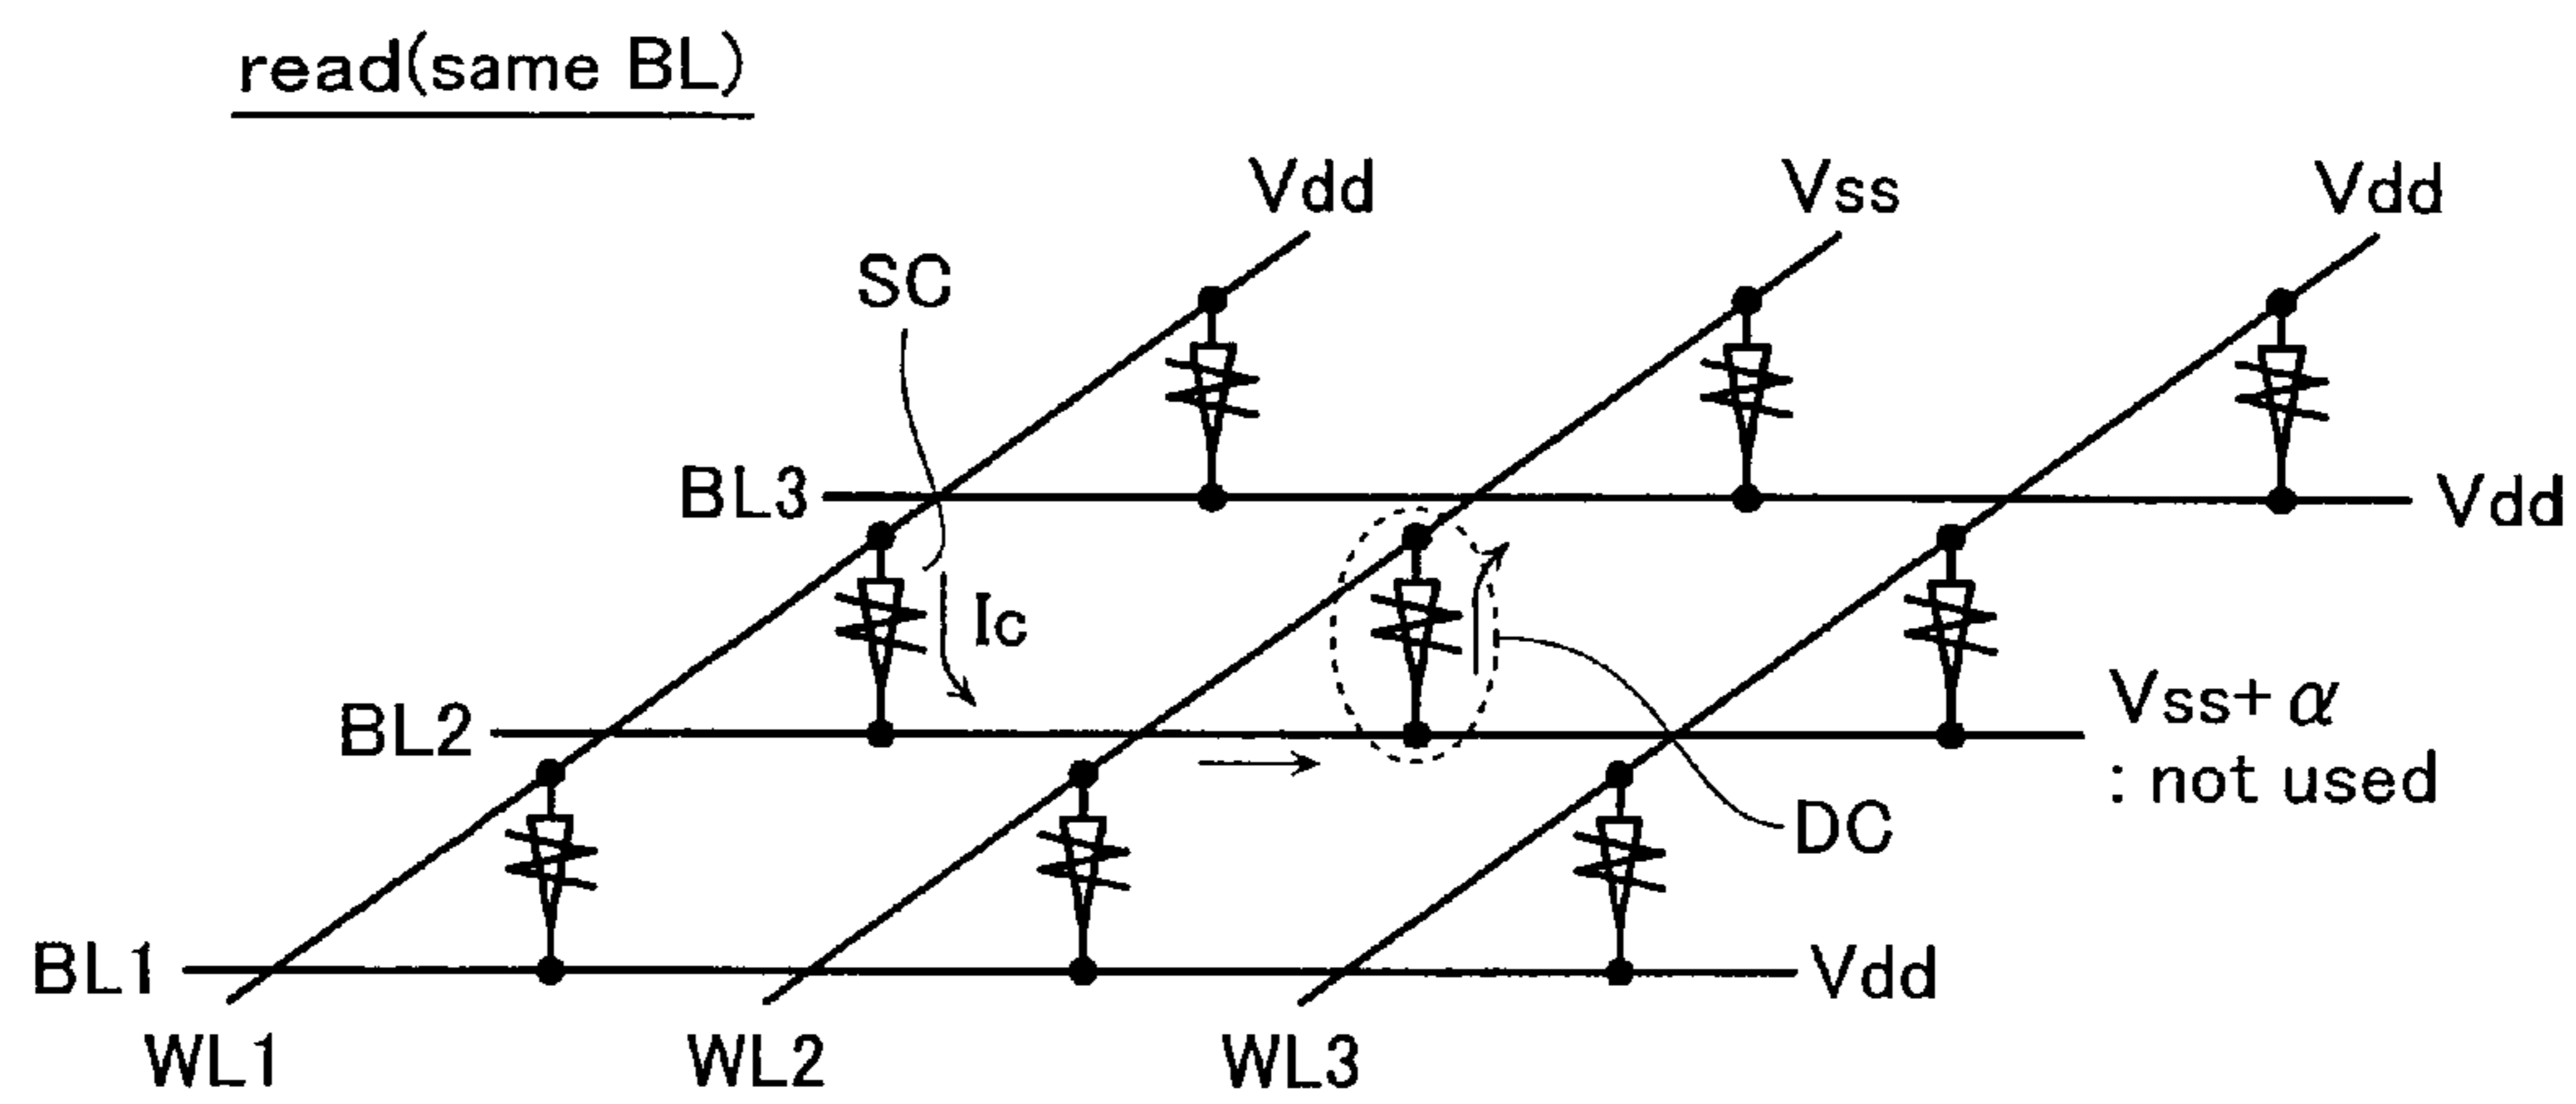 read(same BL)
Vdd
Vss
Vdd
SC
BL3
Vdd
Ic
BL2
Vss+α
: not used
DC
BL1
Vdd
WL1
WL2
WL3